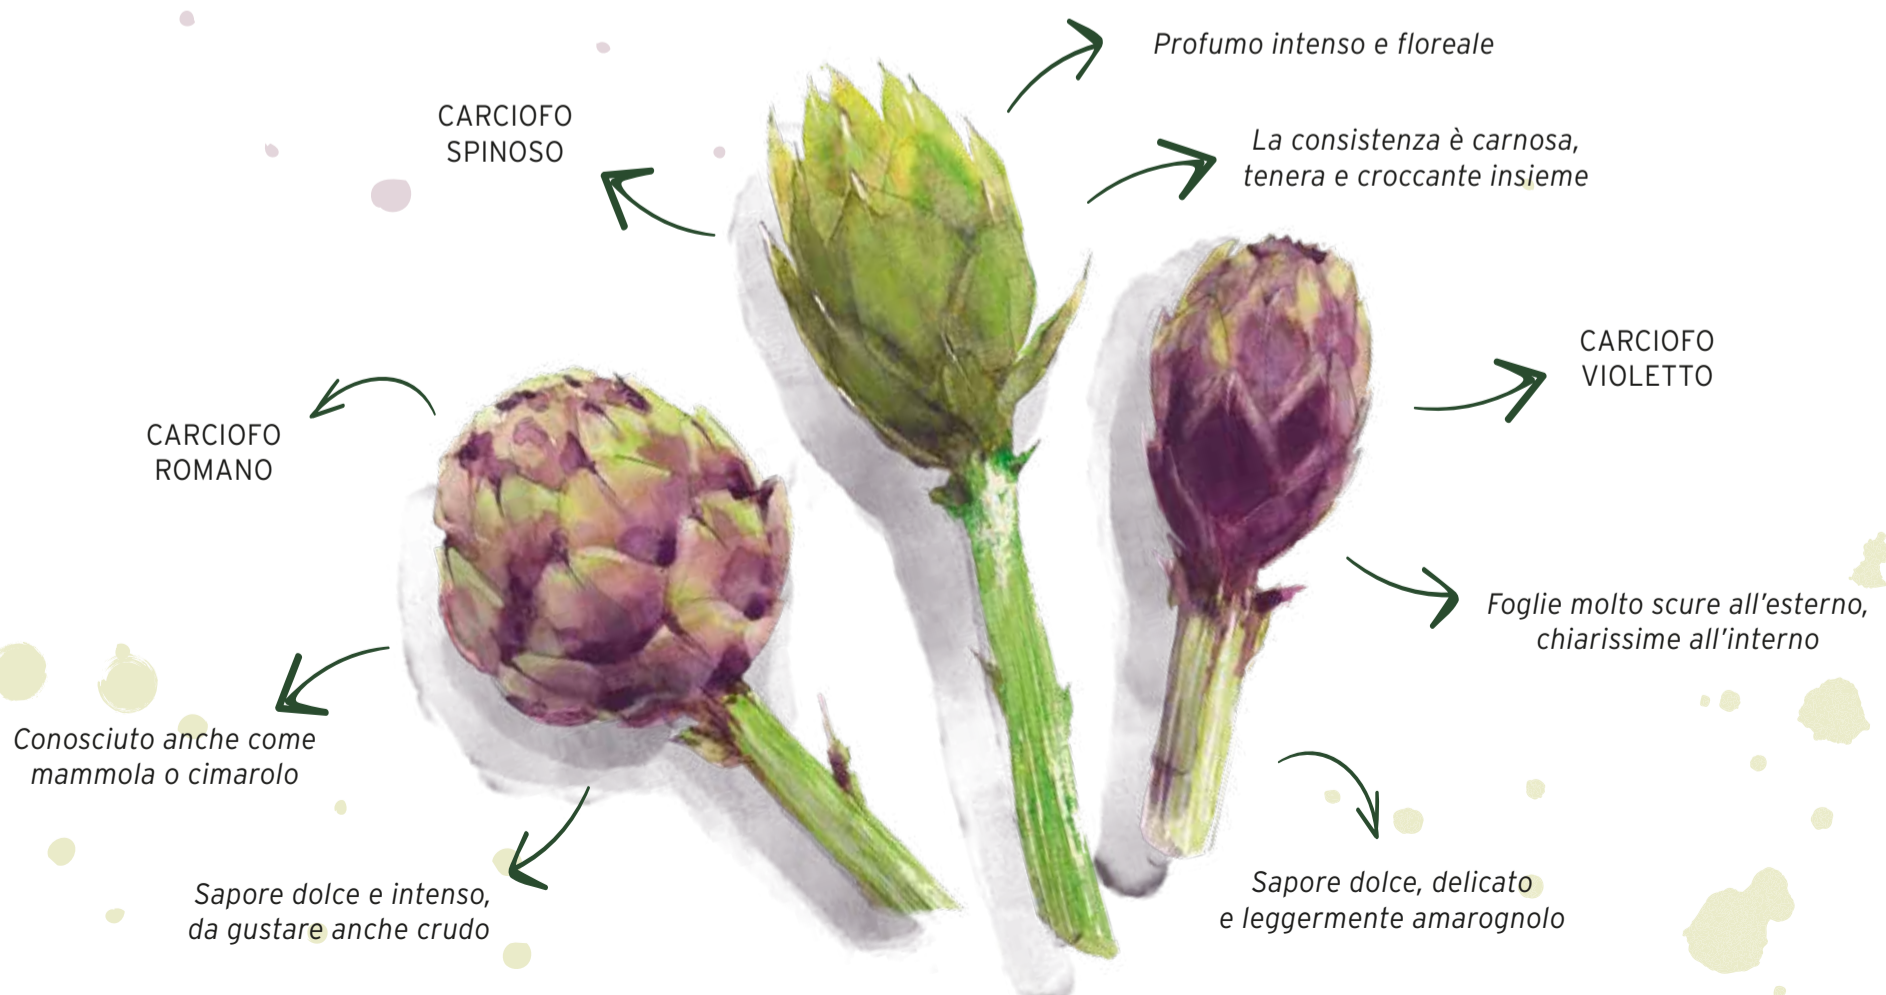 Profumo intenso e floreale
CARCIOFO
SPINOSO
La consistenza è carnosa,
tenera e croccante insieme
CARCIOFO
VIOLETTO
CARCIOFO
ROMANO
Foglie molto scure all'esterno,
chiarissime all'interno
Conosciuto anche come
mammola o cimarolo
Sapore dolce e intenso,
da gustare anche crudo
Sapore dolce, delicato
e leggermente amarognolo